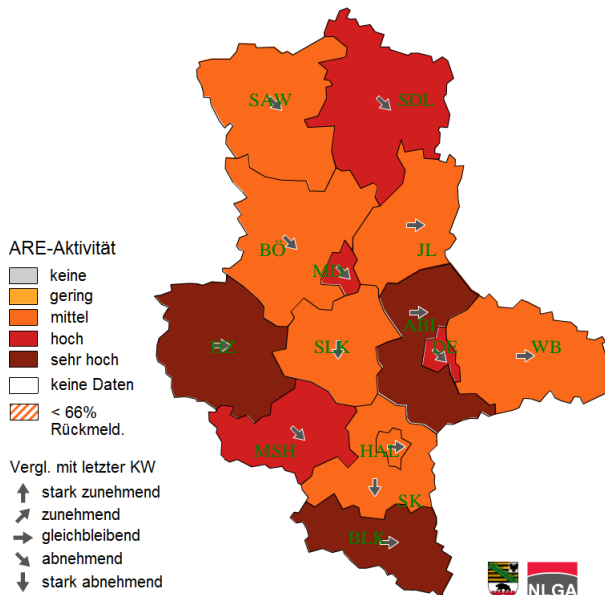 SAW
SDL
BÖ
JL
MD
ARE-Aktivität
keine
gering
mittel
hoch
sehr hoch
keine Daten
< 66%
Rückmeld.
HZ
SLK
ABI
DE
WB
MSH
HAL
SK
BLK
Vergl. mit letzter KW
stark zunehmend
zunehmend
gleichbleibend
abnehmend
stark abnehmend
NLGA